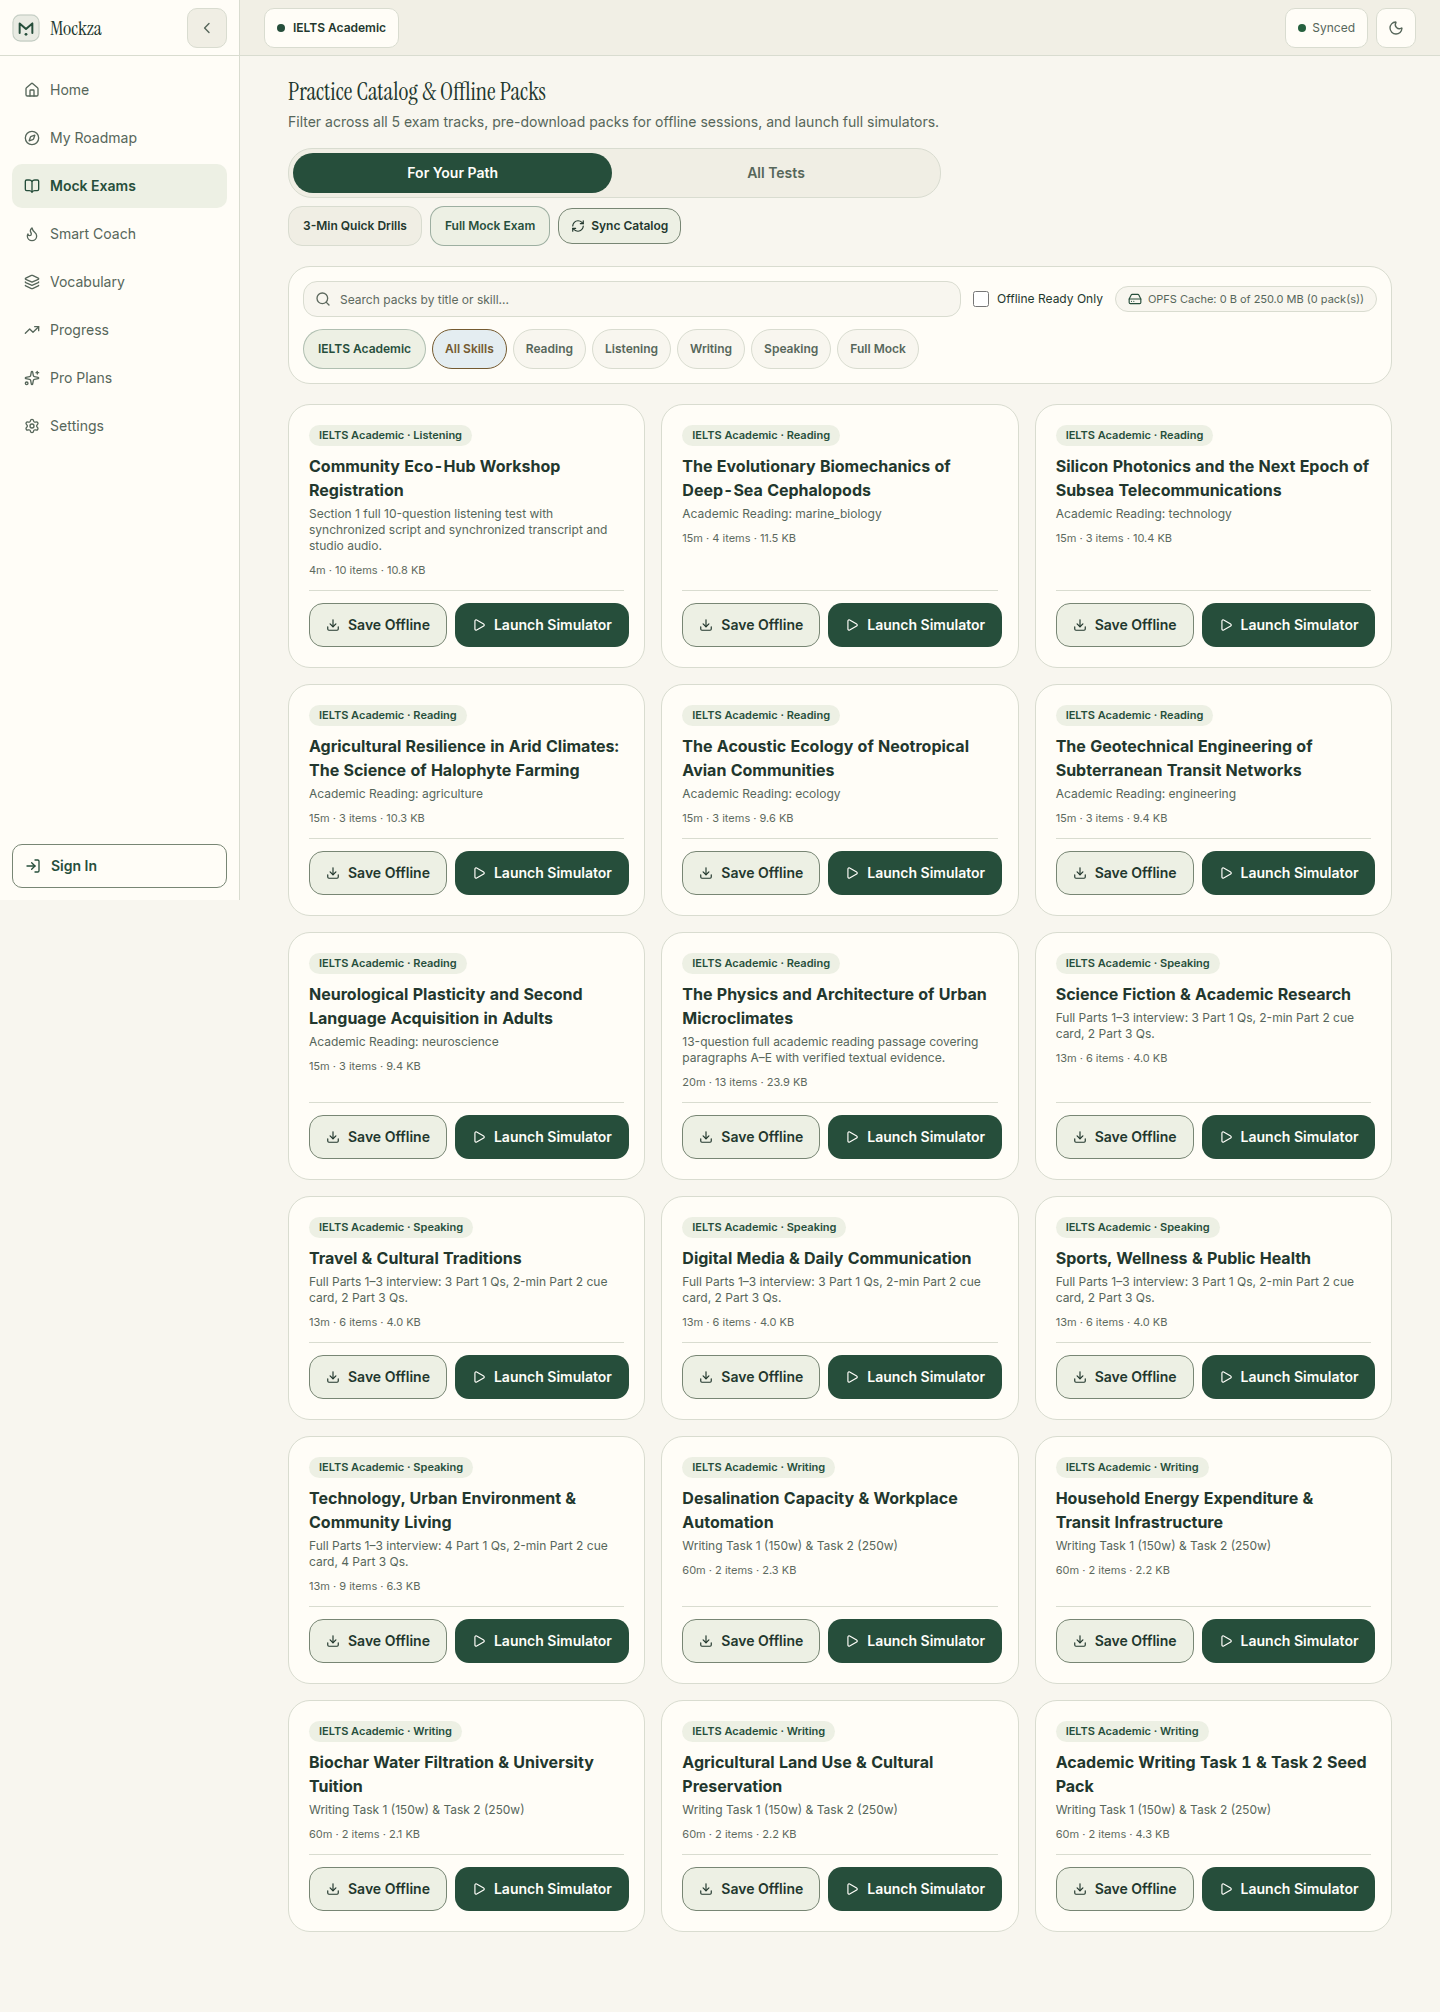 Mockza
IELTS Academic
Synced
Home
My Roadmap
Mock Exams
Smart Coach
Vocabulary
Progress
Pro Plans
Settings
Sign In
Practice Catalog & Offline Packs
Filter across all 5 exam tracks, pre-download packs for offline sessions, and launch full simulators.
For Your Path
All Tests
3-Min Quick Drills
Full Mock Exam
Sync Catalog
Search packs by title or skill...
Offline Ready Only
OPFS Cache: 0 B of 250.0 MB (0 pack(s))
IELTS Academic
All Skills
Reading
Listening
Writing
Speaking
Full Mock
IELTS Academic · Listening
Community Eco-Hub Workshop
Registration
Section 1 full 10-question listening test with
synchronized script and synchronized transcript and
studio audio.
4m · 10 items · 10.8 KB
Save Offline
Launch Simulator
IELTS Academic · Reading
The Evolutionary Biomechanics of
Deep-Sea Cephalopods
Academic Reading: marine_biology
15m · 4 items · 11.5 KB
Save Offline
Launch Simulator
IELTS Academic · Reading
Silicon Photonics and the Next Epoch of
Subsea Telecommunications
Academic Reading: technology
15m · 3 items · 10.4 KB
Save Offline
Launch Simulator
IELTS Academic · Reading
Agricultural Resilience in Arid Climates:
The Science of Halophyte Farming
Academic Reading: agriculture
15m · 3 items · 10.3 KB
Save Offline
Launch Simulator
IELTS Academic · Reading
The Acoustic Ecology of Neotropical
Avian Communities
Academic Reading: ecology
15m · 3 items · 9.6 KB
Save Offline
Launch Simulator
IELTS Academic · Reading
The Geotechnical Engineering of
Subterranean Transit Networks
Academic Reading: engineering
15m · 3 items · 9.4 KB
Save Offline
Launch Simulator
IELTS Academic · Reading
Neurological Plasticity and Second
Language Acquisition in Adults
Academic Reading: neuroscience
15m · 3 items · 9.4 KB
Save Offline
Launch Simulator
IELTS Academic · Reading
The Physics and Architecture of Urban
Microclimates
13-question full academic reading passage covering
paragraphs A–E with verified textual evidence.
20m · 13 items · 23.9 KB
Save Offline
Launch Simulator
IELTS Academic · Speaking
Science Fiction & Academic Research
Full Parts 1–3 interview: 3 Part 1 Qs, 2-min Part 2 cue
card, 2 Part 3 Qs.
13m · 6 items · 4.0 KB
Save Offline
Launch Simulator
IELTS Academic · Speaking
Travel & Cultural Traditions
Full Parts 1–3 interview: 3 Part 1 Qs, 2-min Part 2 cue
card, 2 Part 3 Qs.
13m · 6 items · 4.0 KB
Save Offline
Launch Simulator
IELTS Academic · Speaking
Digital Media & Daily Communication
Full Parts 1–3 interview: 3 Part 1 Qs, 2-min Part 2 cue
card, 2 Part 3 Qs.
13m · 6 items · 4.0 KB
Save Offline
Launch Simulator
IELTS Academic · Speaking
Sports, Wellness & Public Health
Full Parts 1–3 interview: 3 Part 1 Qs, 2-min Part 2 cue
card, 2 Part 3 Qs.
13m · 6 items · 4.0 KB
Save Offline
Launch Simulator
IELTS Academic · Speaking
Technology, Urban Environment &
Community Living
Full Parts 1–3 interview: 4 Part 1 Qs, 2-min Part 2 cue
card, 4 Part 3 Qs.
13m · 9 items · 6.3 KB
Save Offline
Launch Simulator
IELTS Academic · Writing
Desalination Capacity & Workplace
Automation
Writing Task 1 (150w) & Task 2 (250w)
60m · 2 items · 2.3 KB
Save Offline
Launch Simulator
IELTS Academic · Writing
Household Energy Expenditure &
Transit Infrastructure
Writing Task 1 (150w) & Task 2 (250w)
60m · 2 items · 2.2 KB
Save Offline
Launch Simulator
IELTS Academic · Writing
Biochar Water Filtration & University
Tuition
Writing Task 1 (150w) & Task 2 (250w)
60m · 2 items · 2.1 KB
Save Offline
Launch Simulator
IELTS Academic · Writing
Agricultural Land Use & Cultural
Preservation
Writing Task 1 (150w) & Task 2 (250w)
60m · 2 items · 2.2 KB
Save Offline
Launch Simulator
IELTS Academic · Writing
Academic Writing Task 1 & Task 2 Seed
Pack
Writing Task 1 (150w) & Task 2 (250w)
60m · 2 items · 4.3 KB
Save Offline
Launch Simulator